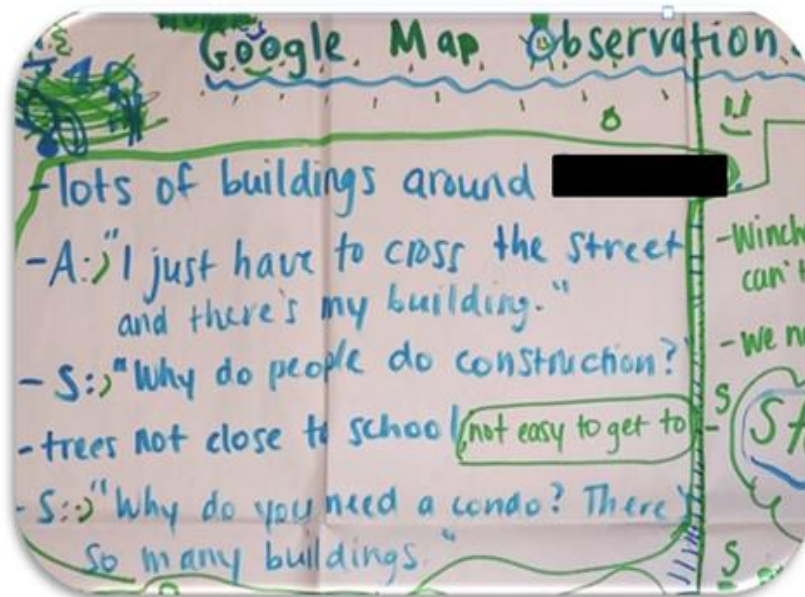 Google Map Observation
-lots of buildings around
-A:) "I just have to cross the street
and there's my building."
-S:) "Why do people do construction?"
-trees not close to school, not easy to get to
-S:) "Why do you need a condo? There
so many buildings."
-Winch
can't
-we n
-S
St
S